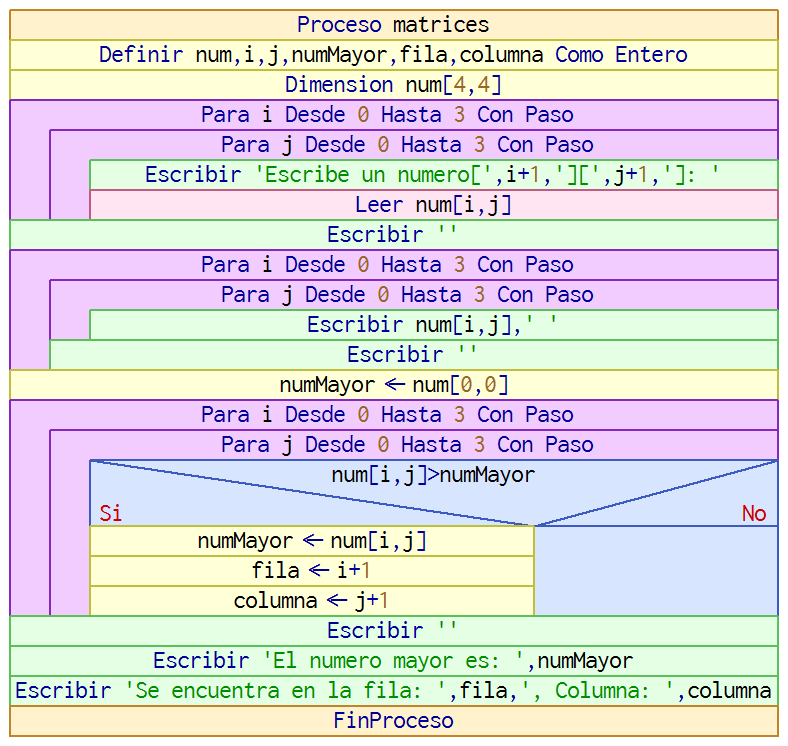 Proceso matrices
Definir num,i,j,numMayor,fila,columna Como Entero
Dimension num[4,4]
Para i Desde 0 Hasta 3 Con Paso
Para j Desde 0 Hasta 3 Con Paso
Escribir 'Escribe un numero[',i+1,'][',j+1,']: '
Leer num[i,j]
Escribir ''
Para i Desde 0 Hasta 3 Con Paso
Para j Desde 0 Hasta 3 Con Paso
Escribir num[i,j],' '
Escribir ''
numMayor ← num[0,0]
Para i Desde 0 Hasta 3 Con Paso
Para j Desde 0 Hasta 3 Con Paso
num[i,j]>numMayor
Si No
numMayor ← num[i,j]
fila ← i+1
columna ← j+1
Escribir ''
Escribir 'El numero mayor es: ',numMayor
Escribir 'Se encuentra en la fila: ',fila,', Columna: ',columna
FinProceso